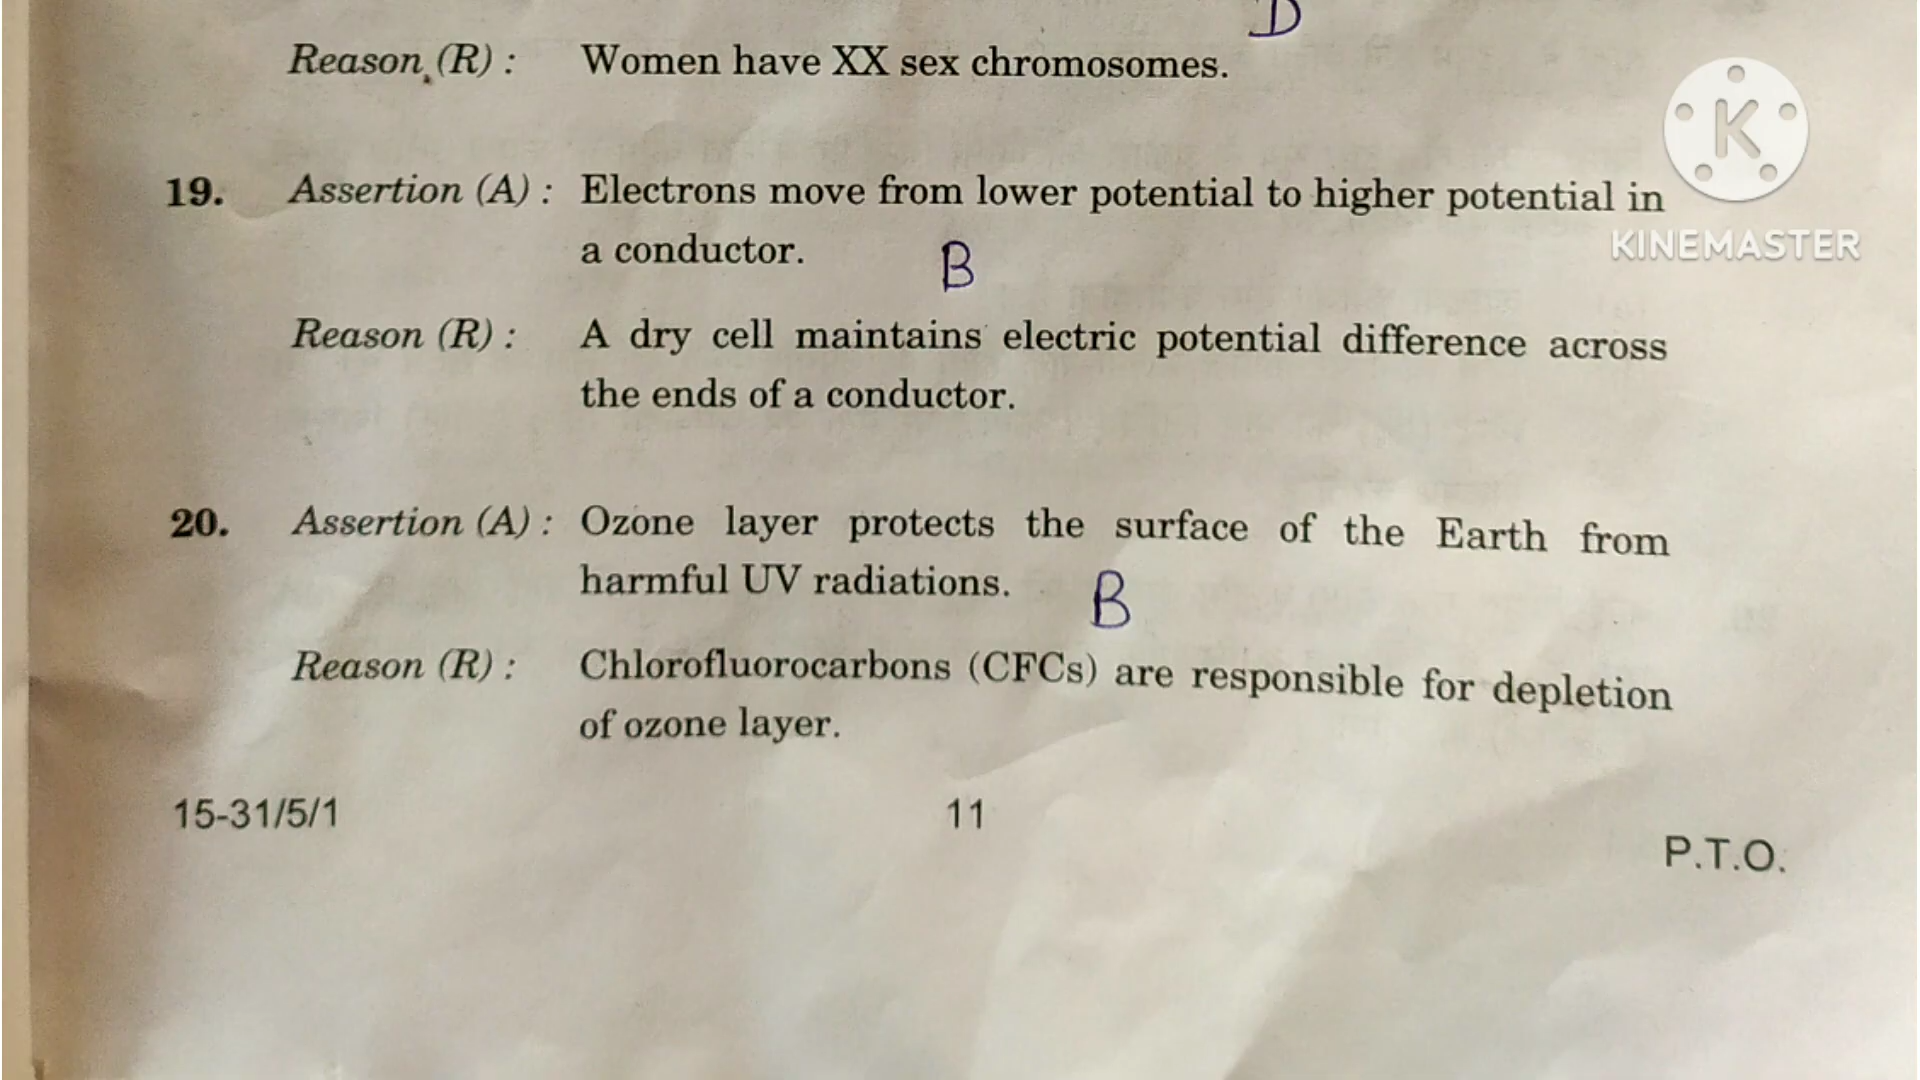 D
Reason (R) : Women have XX sex chromosomes.
K
KINEMASTER
19. Assertion (A) : Electrons move from lower potential to higher potential in
a conductor. B
Reason (R) : A dry cell maintains electric potential difference across
the ends of a conductor.
20. Assertion (A) : Ozone layer protects the surface of the Earth from
harmful UV radiations. B
Reason (R) : Chlorofluorocarbons (CFCs) are responsible for depletion
of ozone layer.
15-31/5/1 11
P.T.O.